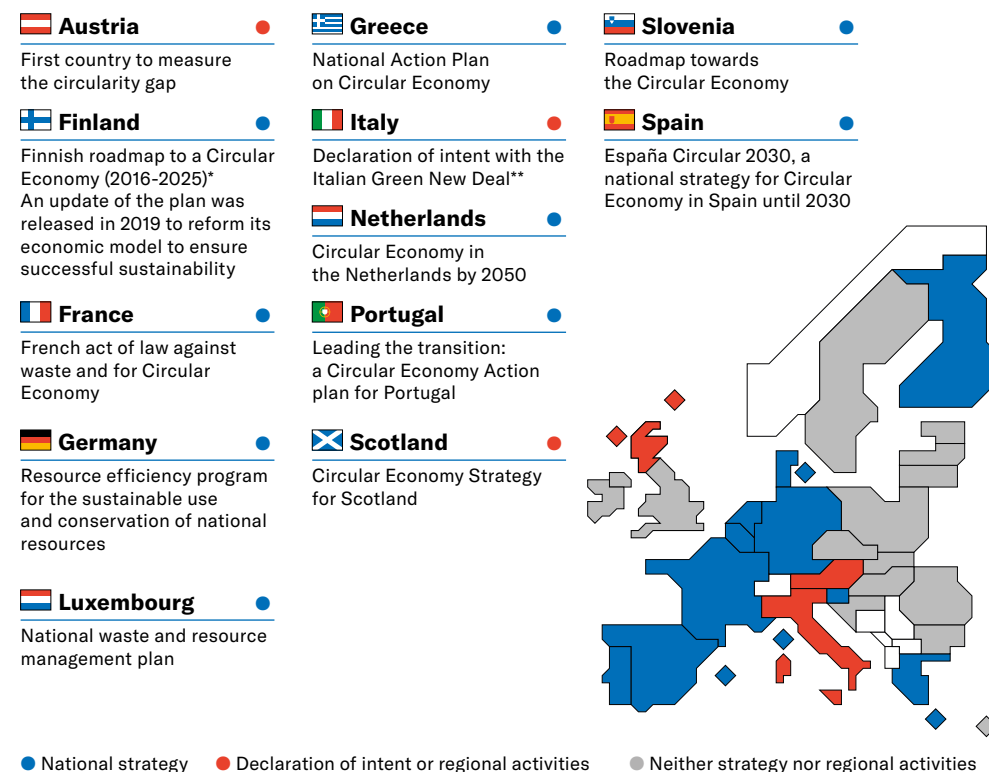 Austria
First country to measure
the circularity gap
Finland
Finnish roadmap to a Circular
Economy (2016-2025)*
An update of the plan was
released in 2019 to reform its
economic model to ensure
successful sustainability
France
French act of law against
waste and for Circular
Economy
Germany
Resource efficiency program
for the sustainable use
and conservation of national
resources
Luxembourg
National waste and resource
management plan
Greece
National Action Plan
on Circular Economy
Italy
Declaration of intent with the
Italian Green New Deal**
Netherlands
Circular Economy in
the Netherlands by 2050
Portugal
Leading the transition:
a Circular Economy Action
plan for Portugal
Scotland
Circular Economy Strategy
for Scotland
Slovenia
Roadmap towards
the Circular Economy
Spain
España Circular 2030, a
national strategy for Circular
Economy in Spain until 2030
National strategy
Declaration of intent or regional activities
Neither strategy nor regional activities